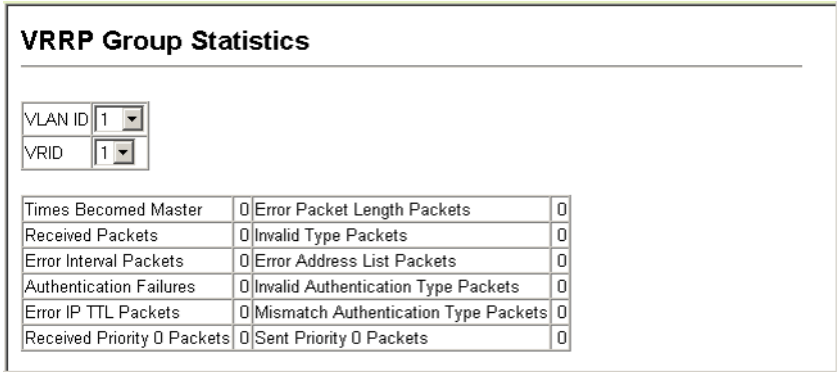 VRRP Group Statistics
VLAN ID 1
VRID 1
Times Becomed Master 0 Error Packet Length Packets 0
Received Packets 0 Invalid Type Packets 0
Error Interval Packets 0 Error Address List Packets 0
Authentication Failures 0 Invalid Authentication Type Packets 0
Error IP TTL Packets 0 Mismatch Authentication Type Packets 0
Received Priority 0 Packets 0 Sent Priority 0 Packets 0